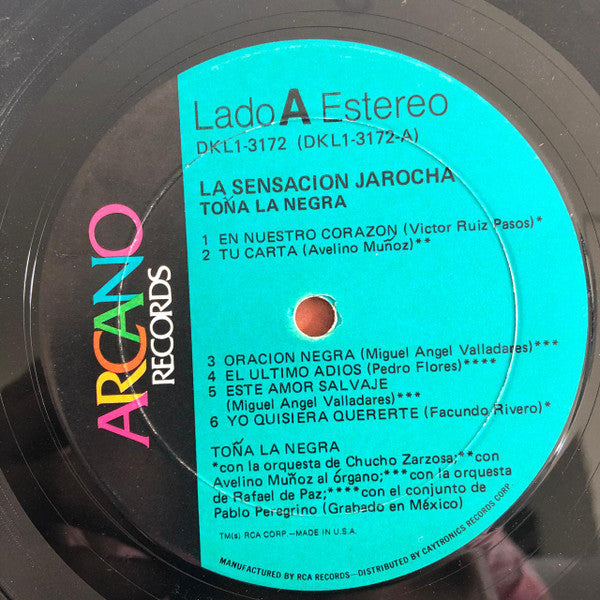 Lado A Estereo
DKL1-3172 (DKL1-3172-A)
LA SENSACION JAROCHA
TOÑA LA NEGRA
1 EN NUESTRO CORAZON (Victor Ruiz Pasos)*
2 TU CARTA (Avelino Muñoz)**
ARCANO
RECORDS
3 ORACION NEGRA (Miguel Angel Valladares)***
4 EL ULTIMO ADIOS (Pedro Flores)****
5 ESTE AMOR SALVAJE
(Miguel Angel Valladares)***
6 YO QUISIERA QUERERTE (Facundo Rivero)*
TOÑA LA NEGRA
*con la orquesta de Chucho Zarzosa;**con
Avelino Muñoz al órgano;***con la orquesta
de Rafael de Paz;****con el conjunto de
Pablo Peregrino (Grabado en México)
TM(s) RCA CORP.—MADE IN U.S.A.
MANUFACTURED BY RCA RECORDS—DISTRIBUTED BY CAYTRONICS RECORDS CORP.